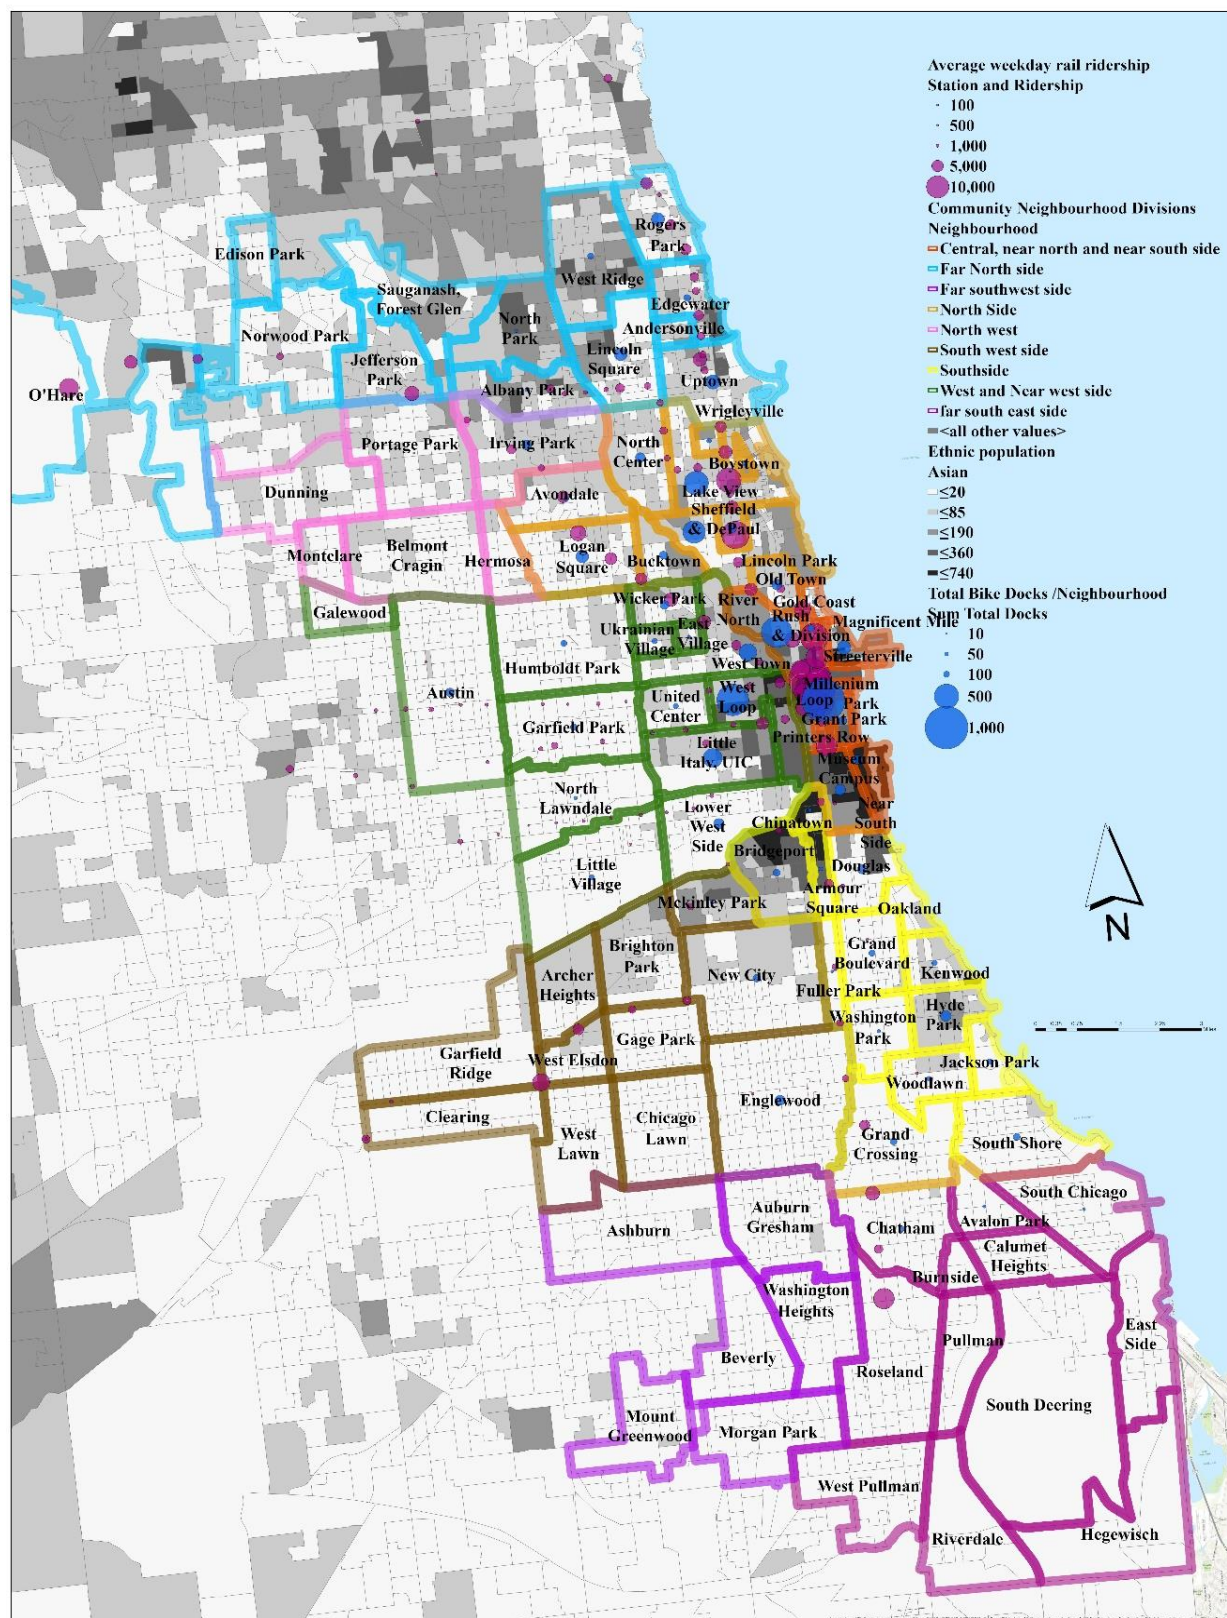 Average weekday rail ridership
Station and Ridership
100
500
1,000
5,000
10,000
Community Neighbourhood Divisions
Neighbourhood
Central, near north and near south side
Far North side
Far southwest side
North Side
North west
South west side
Southside
West and Near west side
far south east side
<all other values>
Ethnic population
Asian
≤20
≤85
≤190
≤360
≤740
Total Bike Docks /Neighbourhood
Sum Total Docks
10
50
100
500
1,000
Rogers
Park
Edison Park
West Ridge
Sauganash,
Forest Glen
Edgewater
North
Park
Andersonville
Norwood Park
Lincoln
Square
Jefferson
Park
Uptown
O'Hare
Albany Park
Wrigleyville
Portage Park
Irving Park
North
Center
Boystown
Dunning
Avondale
Lake View
Sheffield
& DePaul
Montclare
Belmont
Cragin
Hermosa
Logan
Square
Bucktown
Lincoln Park
Old Town
Galewood
Wicker Park
River
North
Gold Coast
Rush
& Division
Magnificent Mile
Ukrainian
Village
East
Village
Streeterville
Humboldt Park
West Town
Austin
United
Center
West
Loop
Millenium
Park
Loop
Grant Park
Garfield Park
Printers Row
Little
Italy, UIC
Museum
Campus
North
Lawndale
Lower
West
Side
Chinatown
Near
South
Side
Bridgeport
Little
Village
Douglas
Mckinley Park
Armour
Square
Oakland
Brighton
Park
Grand
Boulevard
Archer
Heights
New City
Kenwood
Fuller Park
Hyde
Park
Washington
Park
Gage Park
West Elsdon
Garfield
Ridge
Jackson Park
Woodlawn
Clearing
Englewood
Chicago
Lawn
West
Lawn
Grand
Crossing
South Shore
South Chicago
Auburn
Gresham
Ashburn
Chatham
Avalon Park
Calumet
Heights
Burnside
Washington
Heights
East
Side
Pullman
Beverly
Roseland
South Deering
Mount
Greenwood
Morgan Park
West Pullman
Riverdale
Hegewisch
N
Miles